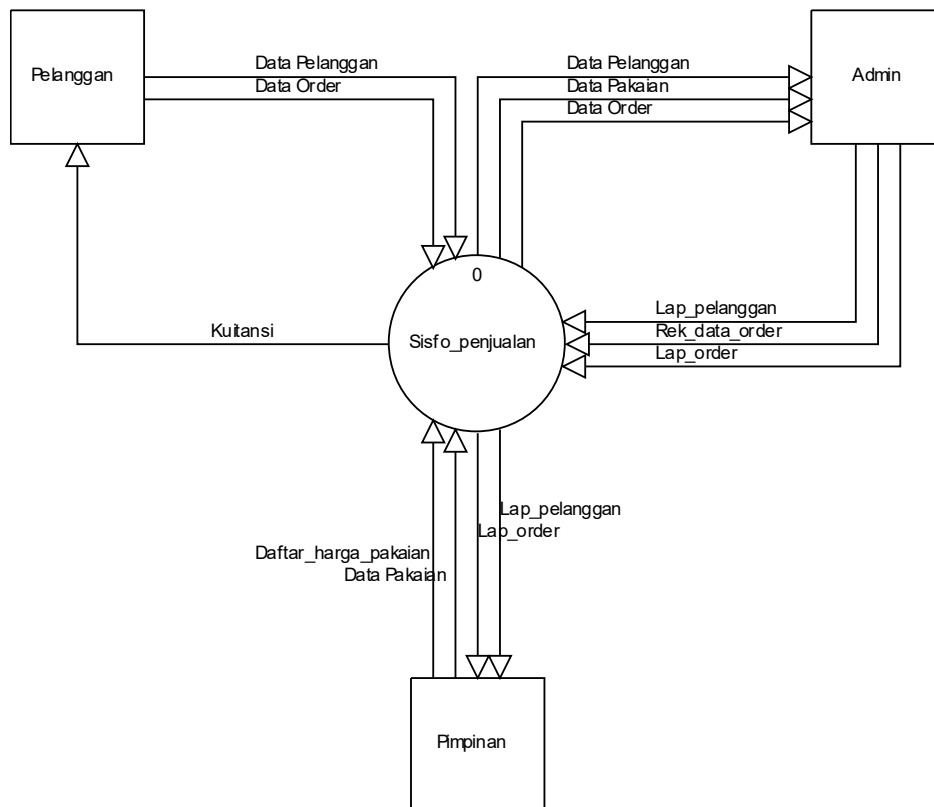 Pelanggan
Data Pelanggan
Data Order
Data Pelanggan
Data Pakaian
Data Order
Admin
0
Sisfo_penjualan
Kuitansi
Lap_pelanggan
Rek_data_order
Lap_order
Lap_pelanggan
Lap_order
Daftar_harga_pakaian
Data Pakaian
Pimpinan